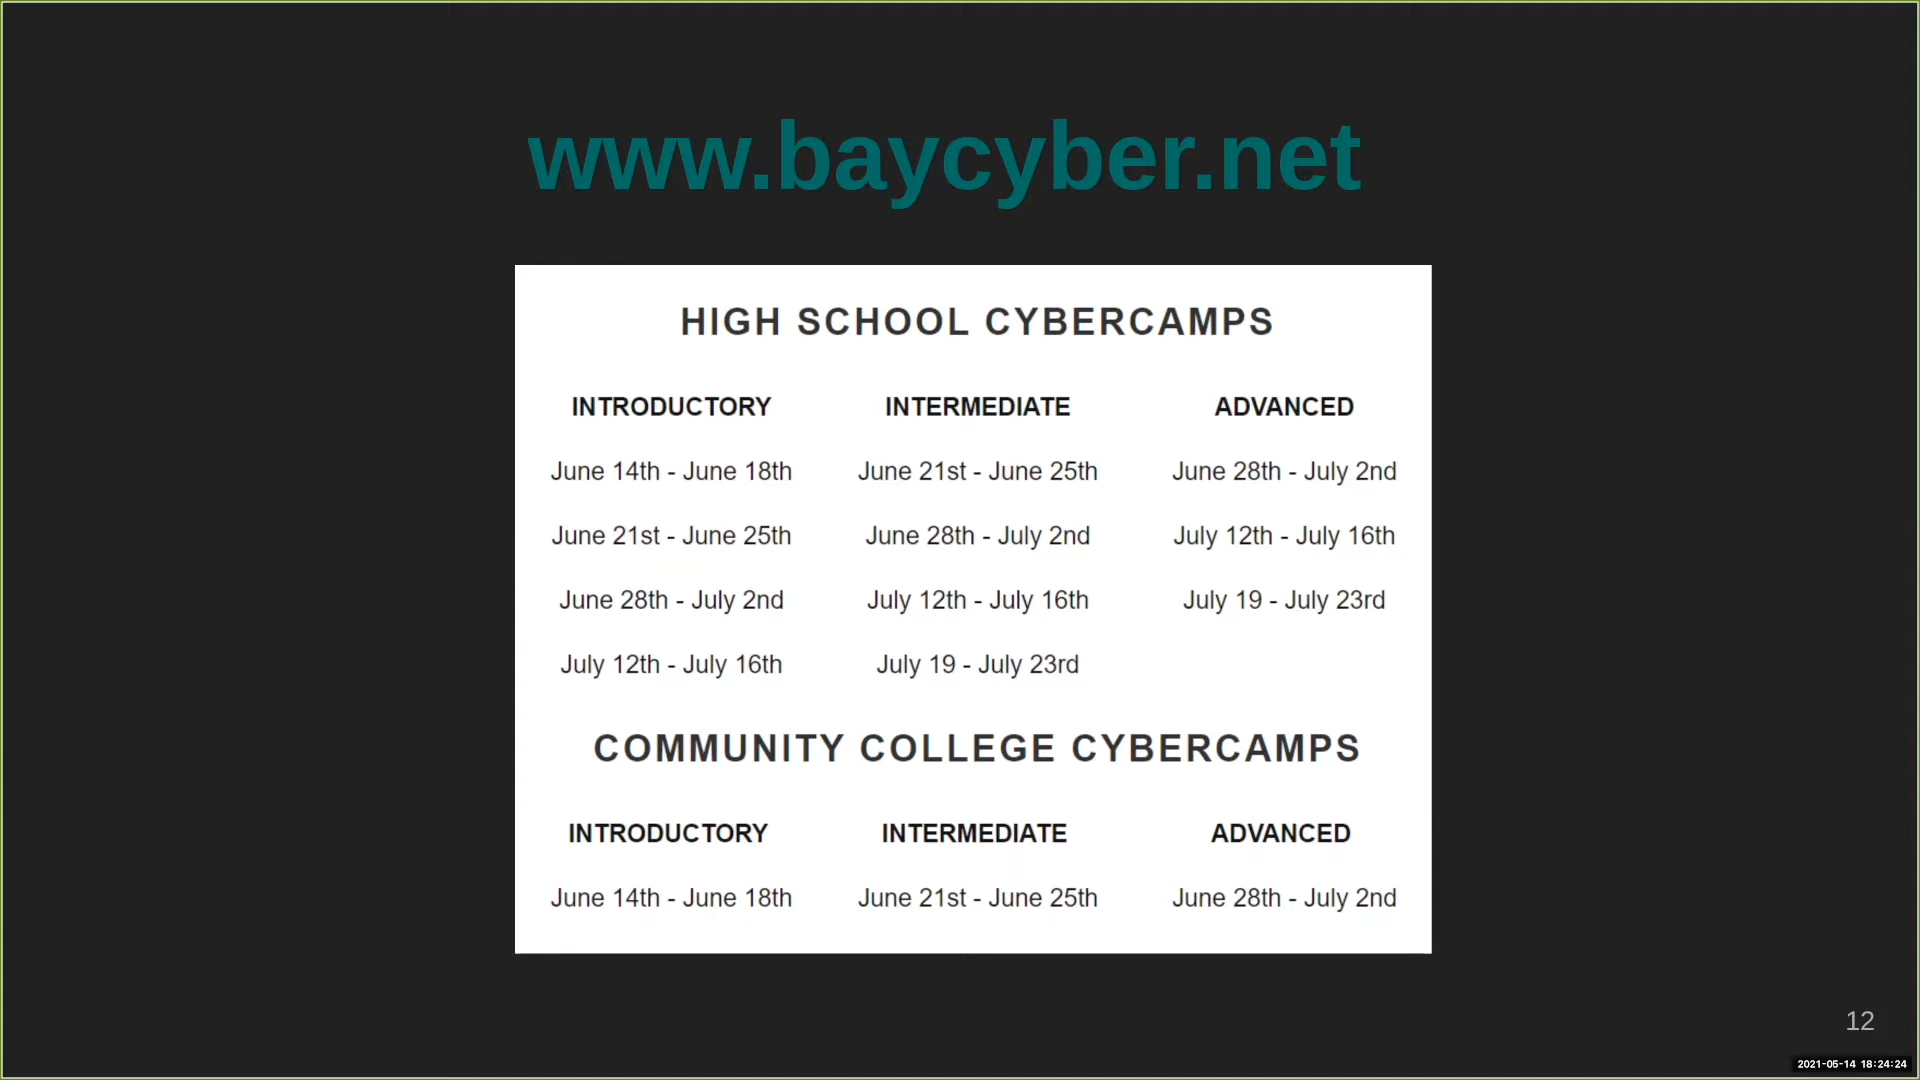 www.baycyber.net
HIGH SCHOOL CYBERCAMPS
INTRODUCTORY INTERMEDIATE ADVANCED
June 14th - June 18th June 21st - June 25th June 28th - July 2nd
June 21st - June 25th June 28th - July 2nd July 12th - July 16th
June 28th - July 2nd July 12th - July 16th July 19 - July 23rd
July 12th - July 16th July 19 - July 23rd
COMMUNITY COLLEGE CYBERCAMPS
INTRODUCTORY INTERMEDIATE ADVANCED
June 14th - June 18th June 21st - June 25th June 28th - July 2nd
12
2021-05-14 18:24:24